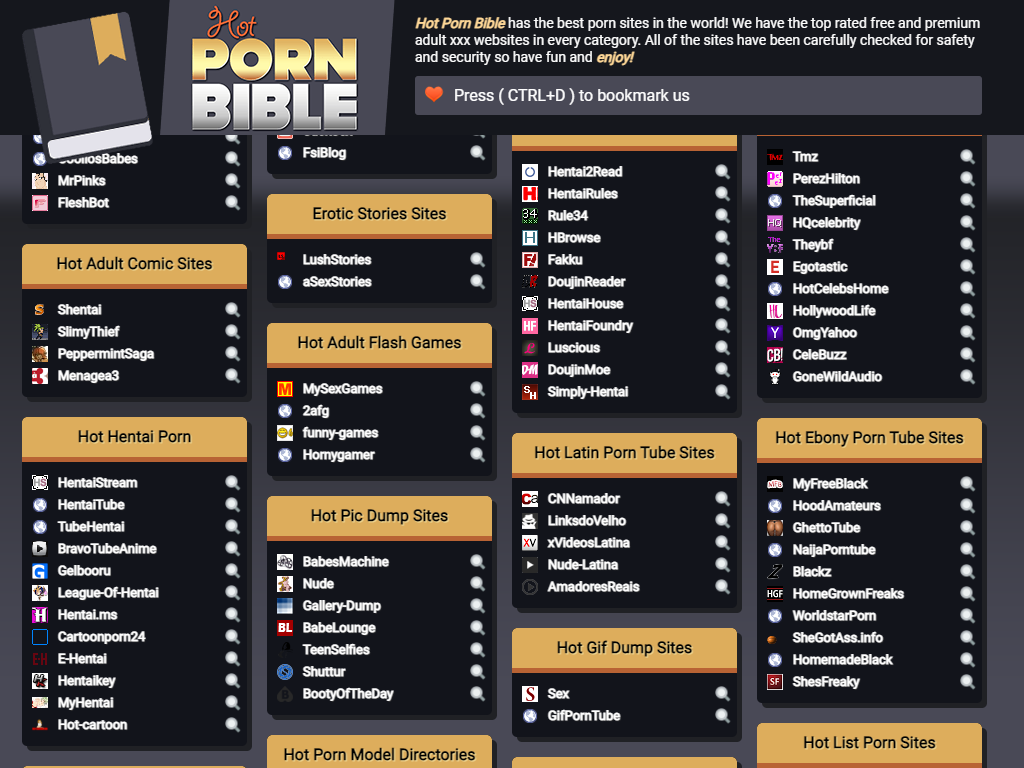 Hot
PORN
BIBLE
Hot Porn Bible has the best porn sites in the world! We have the top rated free and premium
adult xxx websites in every category. All of the sites have been carefully checked for safety
and security so have fun and enjoy!
Press ( CTRL+D ) to bookmark us
MrPinks
FleshBot
Hot Adult Comic Sites
Shentai
SlimyThief
PeppermintSaga
Menagea3
Hot Hentai Porn
HentaiStream
HentaiTube
TubeHentai
BravoTubeAnime
Gelbooru
League-Of-Hentai
Hentai.ms
Cartoonporn24
E-Hentai
Hentaikey
MyHentai
Hot-cartoon
FsiBlog
Erotic Stories Sites
LushStories
aSexStories
Hot Adult Flash Games
MySexGames
2afg
funny-games
Hornygamer
Hot Pic Dump Sites
BabesMachine
Nude
Gallery-Dump
BabeLounge
TeenSelfies
Shuttur
BootyOfTheDay
Hot Porn Model Directories
Hentai2Read
HentaiRules
Rule34
HBrowse
Fakku
DoujinReader
HentaiHouse
HentaiFoundry
Luscious
DoujinMoe
Simply-Hentai
Hot Latin Porn Tube Sites
CNNamador
LinksdoVelho
xVideosLatina
Nude-Latina
AmadoresReais
Hot Gif Dump Sites
Sex
GifPornTube
Tmz
PerezHilton
TheSuperficial
HQcelebrity
Theybf
Egotastic
HotCelebsHome
HollywoodLife
OmgYahoo
CeleBuzz
GoneWildAudio
Hot Ebony Porn Tube Sites
MyFreeBlack
HoodAmateurs
GhettoTube
NaijaPorntube
Blackz
HomeGrownFreaks
WorldstarPorn
SheGotAss.info
HomemadeBlack
ShesFreaky
Hot List Porn Sites